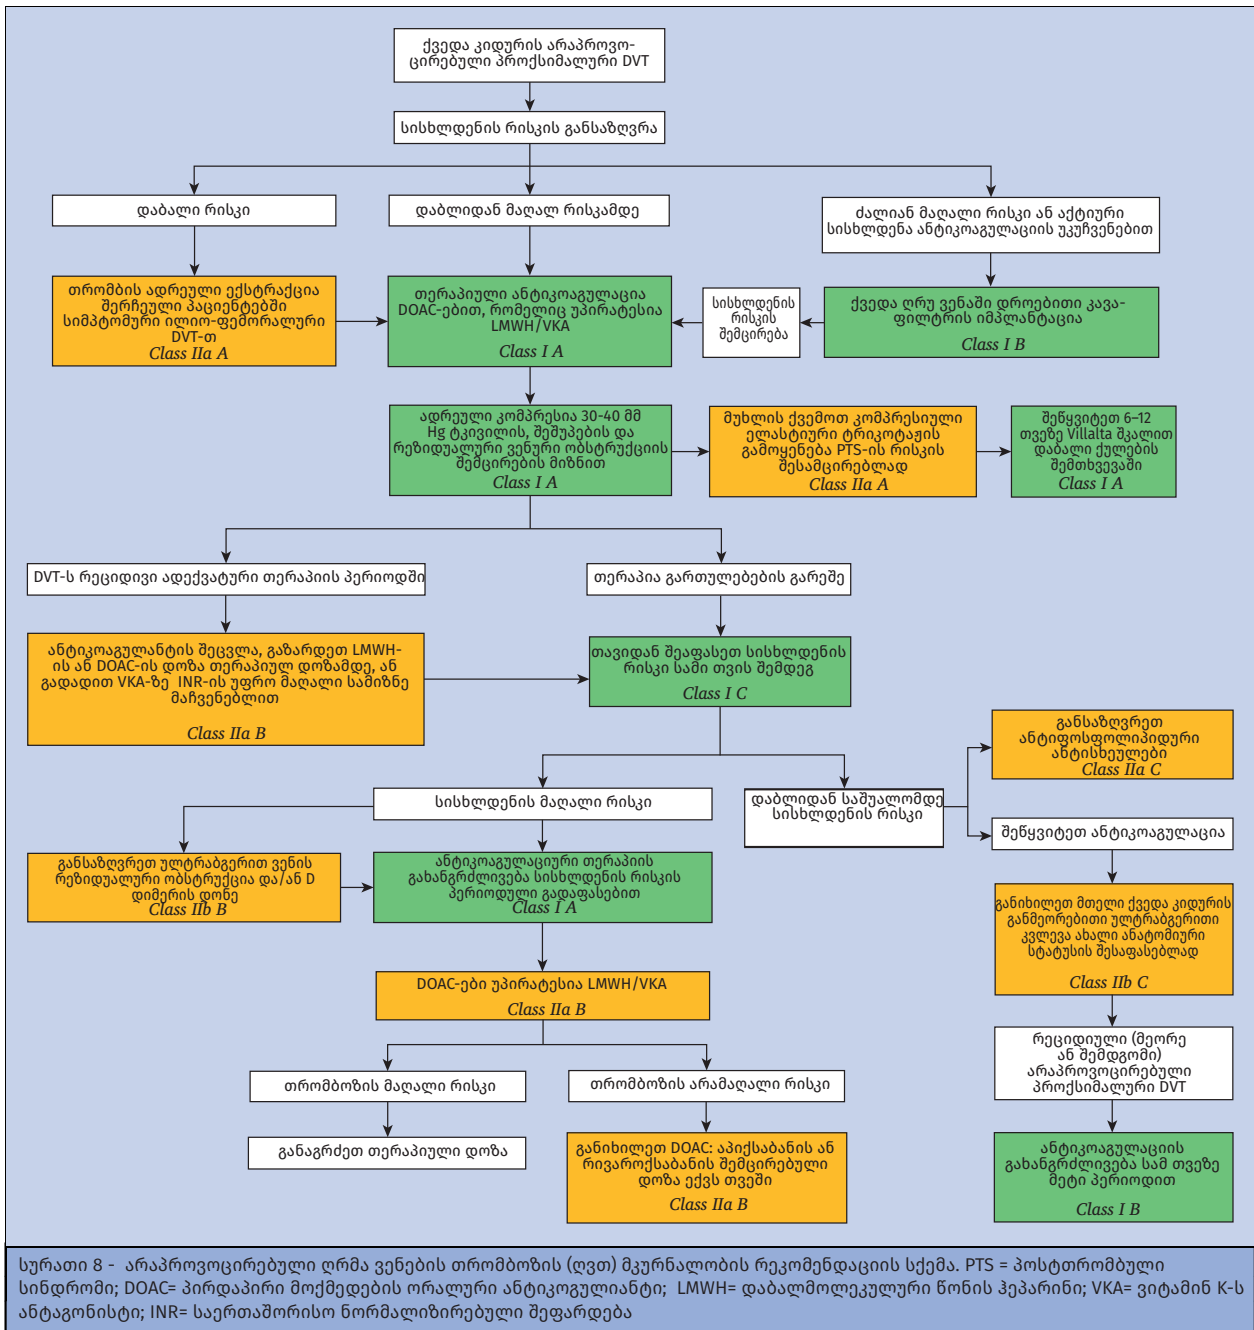 ქვედა კიდურის არაპროვო-
ცირებული პროქსიმალური DVT
სისხლდენის რისკის განსაზღვრა
დაბალი რისკი
დაბლიდან მაღალ რისკამდე
ძალიან მაღალი რისკი ან აქტიური
სისხლდენა ანტიკოაგულაციის უკუჩვენებით
თრომბის ადრეული ექსტრაქცია
შერჩეული პაციენტებში
სიმპტომური ილიო-ფემორალური
DVT-თ
Class IIa A
თერაპიული ანტიკოაგულაცია
DOAC-ებით, რომელიც უპირატესია
LMWH/VKA
Class I A
სისხლდენის
რისკის
შემცირება
ქვედა ღრუ ვენაში დროებითი კავა-
ფილტრის იმპლანტაცია
Class I B
ადრეული კომპრესია 30-40 მმ
Hg ტკივილის, შეშუპების და
რეზიდუალური ვენური ობსტრუქციის
შემცირების მიზნით
Class I A
მუხლის ქვემოთ კომპრესიული
ელასტიური ტრიკოტაჟის
გამოყენება PTS-ის რისკის
შესამცირებლად
Class IIa A
შეწყვიტეთ 6–12
თვეზე Villalta შკალით
დაბალი ქულების
შემთხვევაში
Class I A
DVT-ს რეციდივი ადექვატური თერაპიის პერიოდში
თერაპია გართულებების გარეშე
ანტიკოაგულანტის შეცვლა, გაზარდეთ LMWH-
ის ან DOAC-ის დოზა თერაპიულ დოზამდე, ან
გადადით VKA-ზე INR-ის უფრო მაღალი სამიზნე
მაჩვენებლით
Class IIa B
თავიდან შეაფასეთ სისხლდენის
რისკი სამი თვის შემდეგ
Class I C
განსაზღვრეთ
ანტიფოსფოლიპიდური
ანტისხეულები
Class IIa C
სისხლდენის მაღალი რისკი
დაბლიდან საშუალომდე
სისხლდენის რისკი
შეწყვიტეთ ანტიკოაგულაცია
განსაზღვრეთ ულტრაბგერით ვენის
რეზიდუალური ობსტრუქცია და/ან D
დიმერის დონე
Class IIb B
ანტიკოაგულაციური თერაპიის
გახანგრძლივება სისხლდენის რისკის
პერიოდული გადაფასებით
Class I A
განიხილეთ მთელი ქვედა კიდურის
განმეორებითი ულტრაბგერითი
კვლევა ახალი ანატომიური
სტატუსის შესაფასებლად
Class IIb C
DOAC-ები უპირატესია LMWH/VKA
Class IIa B
რეციდიული (მეორე
ან შემდგომი)
არაპროვოცირებული
პროქსიმალური DVT
თრომბოზის მაღალი რისკი
თრომბოზის არამაღალი რისკი
განაგრძეთ თერაპიული დოზა
განიხილეთ DOAC: აპიქსაბანის ან
რივაროქსაბანის შემცირებული
დოზა ექვს თვეში
Class IIa B
ანტიკოაგულაციის
გახანგრძლივება სამ თვეზე
მეტი პერიოდით
Class I B
სურათი 8 - არაპროვოცირებული ღრმა ვენების თრომბოზის (ღვთ) მკურნალობის რეკომენდაციის სქემა. PTS = პოსტთრომბული
სინდრომი; DOAC= პირდაპირი მოქმედების ორალური ანტიკოგულიანტი; LMWH= დაბალმოლეკულური წონის ჰეპარინი; VKA= ვიტამინ K-ს
ანტაგონისტი; INR= საერთაშორისო ნორმალიზირებული შეფარდება